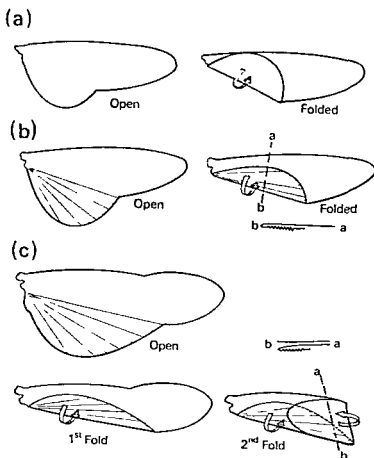 (a)
?
Open
Folded
(b)
a
b
Open
Folded
b a
(c)
Open
b a
a
1st Fold
2nd Fold
b